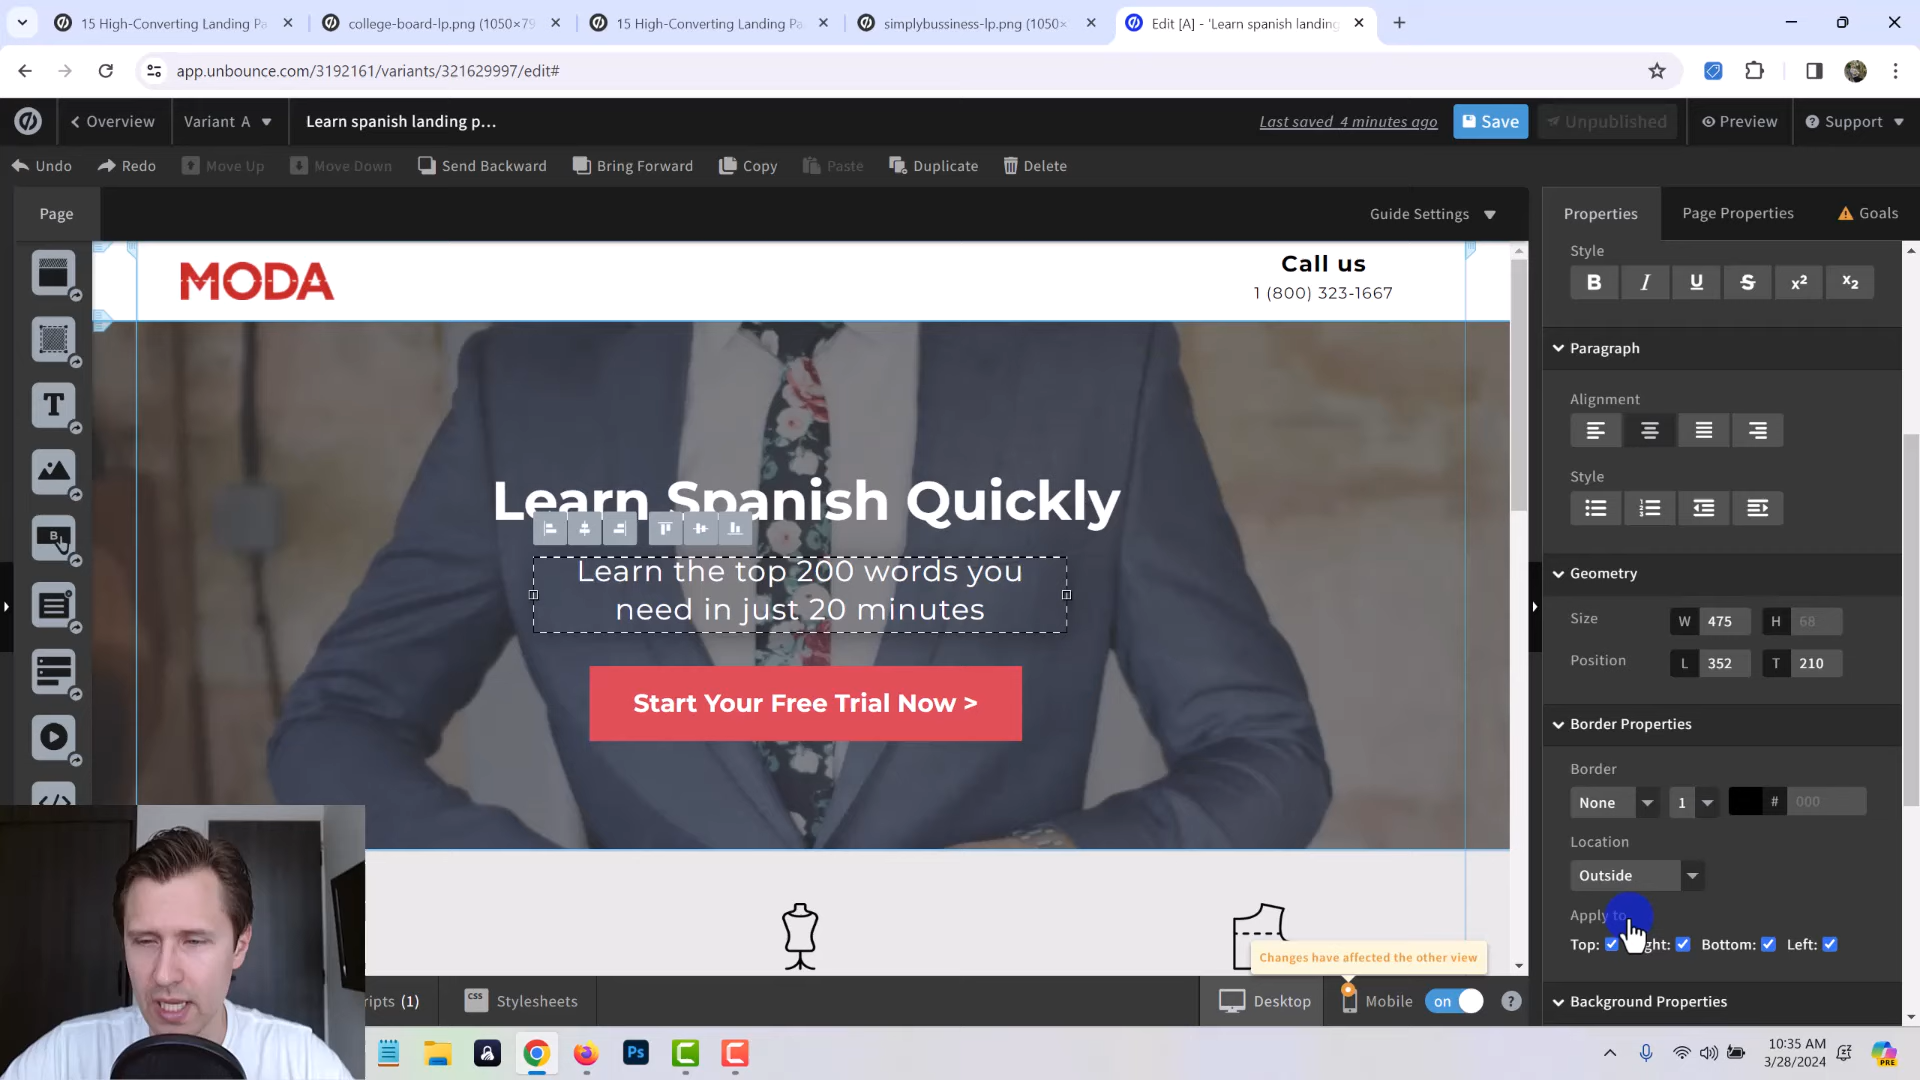 15 High-Converting Landing Pa
college-board-lp.png (1050×79
15 High-Converting Landing Pa
simplybussiness-lp.png (1050×
Edit [A] - 'Learn spanish landing
app.unbounce.com/3192161/variants/321629997/edit#
Overview
Variant A
Learn spanish landing p...
Last saved 4 minutes ago
Save
Unpublished
Preview
Support
Undo
Redo
Move Up
Move Down
Send Backward
Bring Forward
Copy
Paste
Duplicate
Delete
Page
Guide Settings
Properties
Page Properties
Goals
MODA
Call us
1 (800) 323-1667
Learn Spanish Quickly
Learn the top 200 words you
need in just 20 minutes
Start Your Free Trial Now >
Style
B I U S x² x₂
Paragraph
Alignment
Style
Geometry
Size
W 475 H 68
Position
L 352 T 210
Border Properties
Border
None 1 # 000
Location
Outside
Apply to
Top: Bottom: Left:
Background Properties
Changes have affected the other view
ripts (1)
CSS Stylesheets
Desktop
Mobile on
Ps
PRE
10:35 AM
3/28/2024